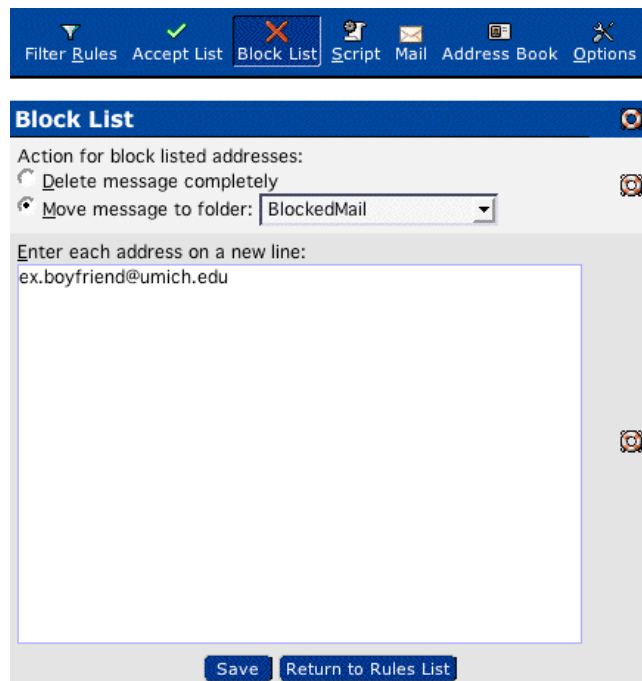 Filter Rules Accept List Block List Script Mail Address Book Options
Block List
Action for block listed addresses:
Delete message completely
Move message to folder: BlockedMail
Enter each address on a new line:
ex.boyfriend@umich.edu
Save Return to Rules List